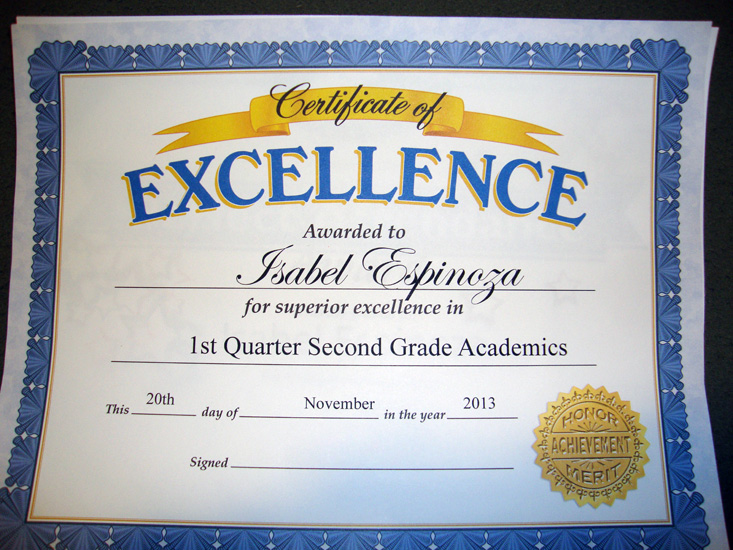 Certificate of
EXCELLENCE
Awarded to
Isabel Espinoza
for superior excellence in
1st Quarter Second Grade Academics
This 20th day of November in the year 2013
Signed
HONOR
ACHIEVEMENT
MERIT